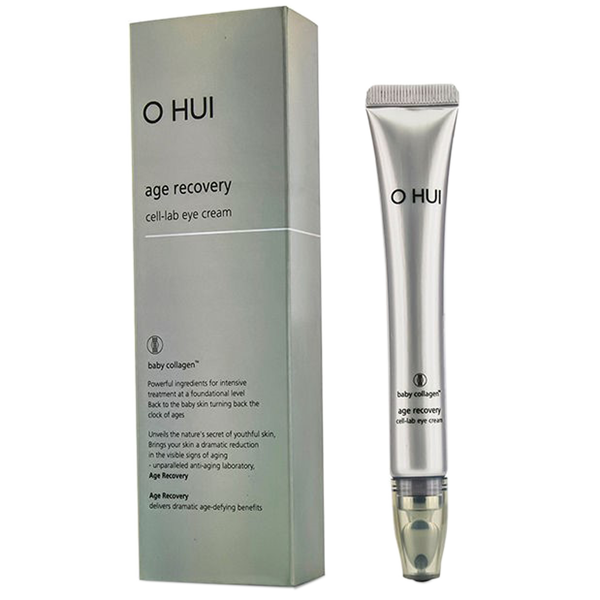 O HUI
age recovery
cell-lab eye cream
baby collagen™
Powerful ingredients for intensive
treatment at a foundational level
Back to the baby skin turning back the
clock of ages
Unveils the nature's secret of youthful skin,
Brings your skin a dramatic reduction
in the visible signs of aging
- unparalleled anti-aging laboratory,
Age Recovery
Age Recovery
delivers dramatic age-defying benefits
O HUI
baby collagen™
age recovery
cell-lab eye cream